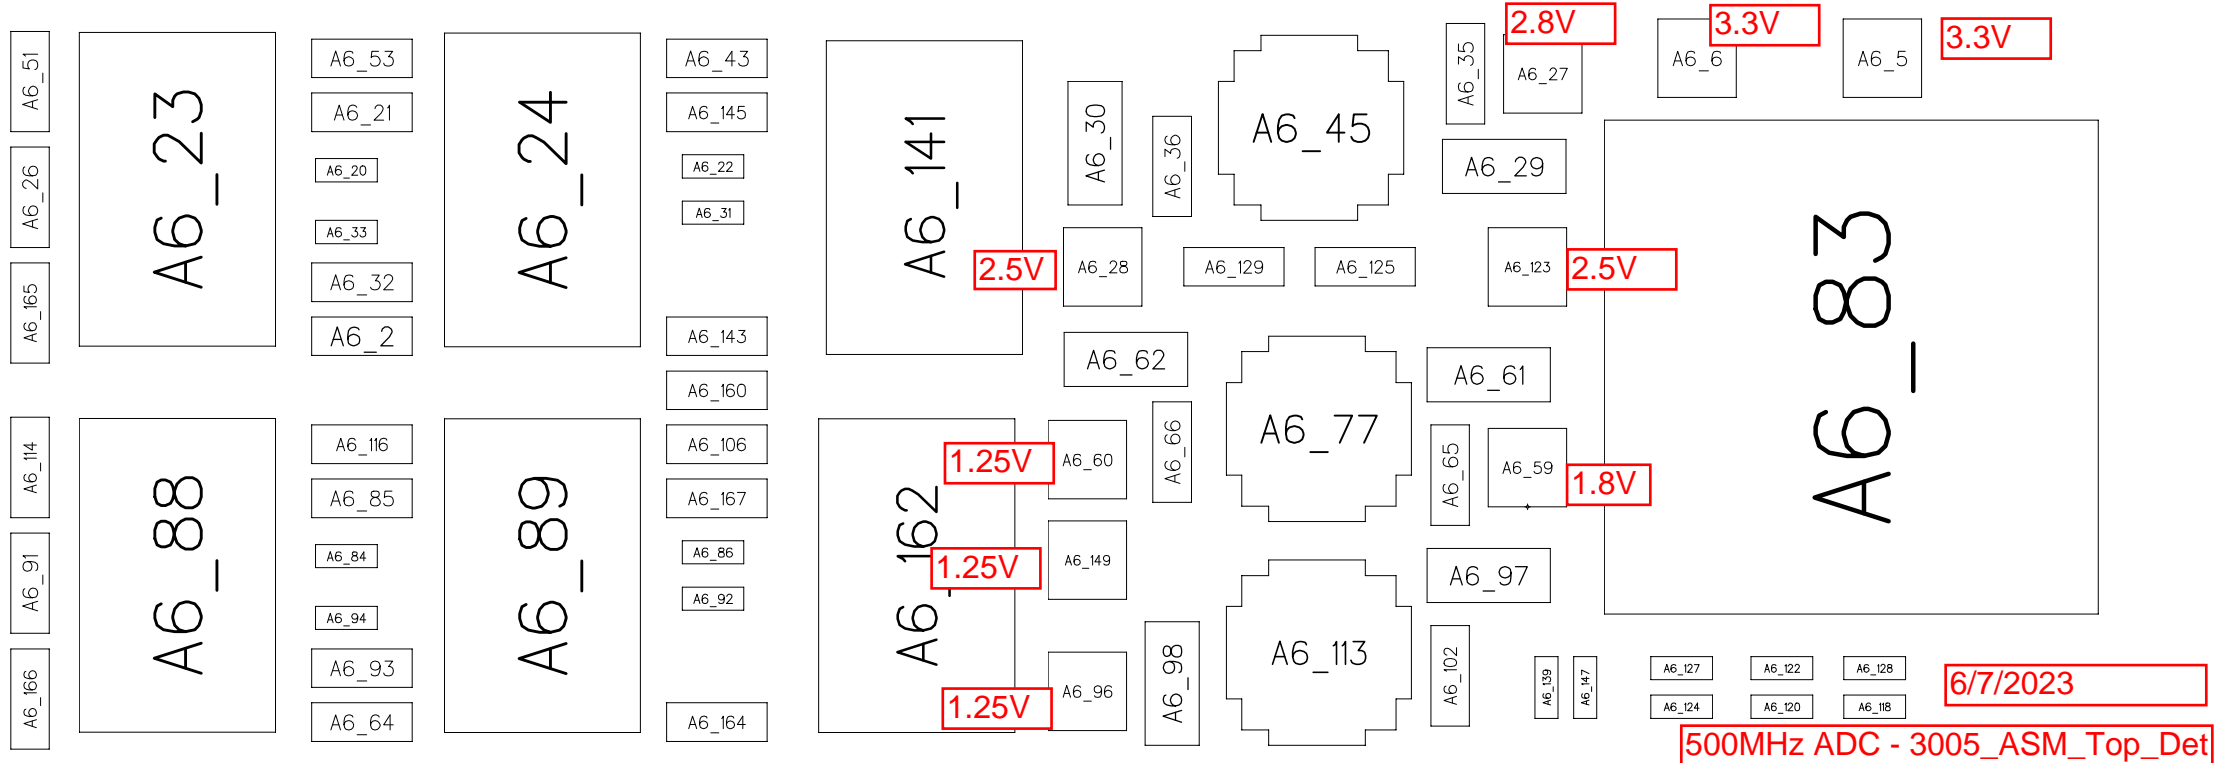 A6_51
A6_26
A6_165
A6_23
A6_53
A6_21
A6_20
A6_33
A6_32
A6_2
A6_24
A6_43
A6_145
A6_22
A6_31
A6_143
A6_160
A6_141
2.5V
A6_30
A6_36
A6_28
A6_45
A6_129
A6_125
A6_35
2.8V
A6_27
A6_29
A6_123
2.5V
3.3V
A6_6
A6_5
3.3V
A6_83
A6_114
A6_91
A6_166
A6_88
A6_116
A6_85
A6_84
A6_94
A6_93
A6_64
A6_89
A6_106
A6_167
A6_86
A6_92
A6_164
A6_162
1.25V
1.25V
1.25V
A6_62
A6_60
A6_66
A6_149
A6_96
A6_98
A6_77
A6_113
A6_61
A6_65
A6_59
1.8V
A6_97
A6_102
A6_139
A6_147
A6_127
A6_122
A6_128
A6_124
A6_120
A6_118
6/7/2023
500MHz ADC - 3005_ASM_Top_Det